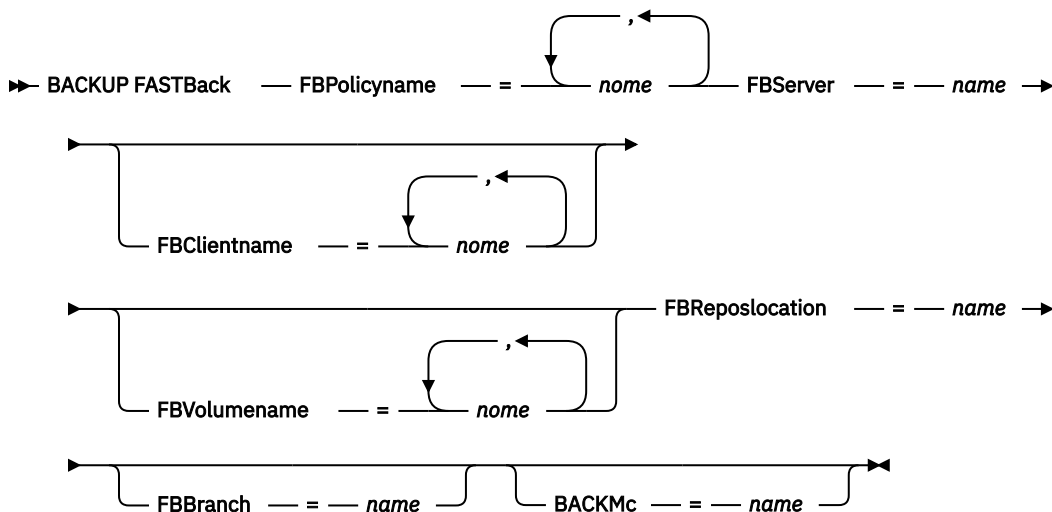 ,
BACKUP FASTBack FBPolicyname = nome FBServer = name
,
FBClientname = nome
FBReposlocation = name
,
FBVolumename = nome
FBBranch = name BACKMc = name